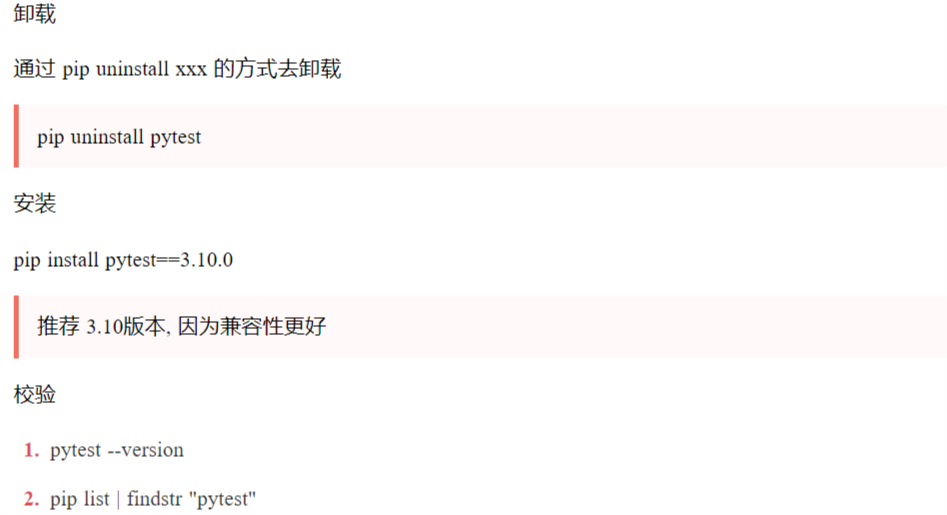 卸载
通过 pip uninstall xxx 的方式去卸载
pip uninstall pytest
安装
pip install pytest==3.10.0
推荐 3.10版本, 因为兼容性更好
校验
1. pytest --version
2. pip list | findstr "pytest"